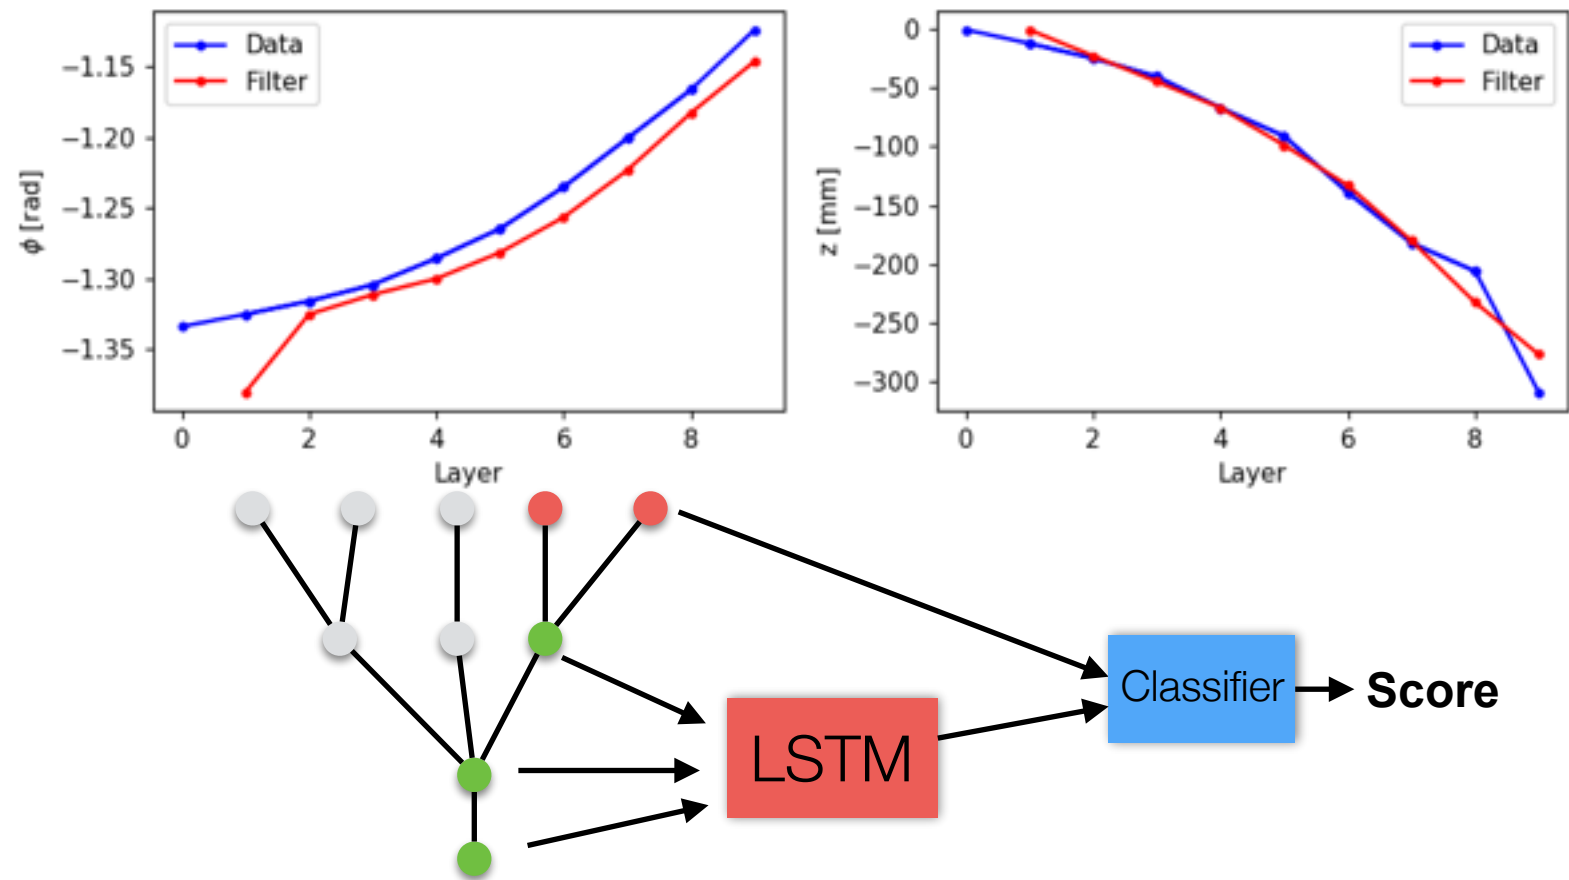 Data
Filter
−1.15
−1.20
−1.25
−1.30
−1.35
ϕ [rad]
0 2 4 6 8
Layer
Data
Filter
0
−50
−100
−150
−200
−250
−300
z [mm]
0 2 4 6 8
Layer
Classifier
Score
LSTM